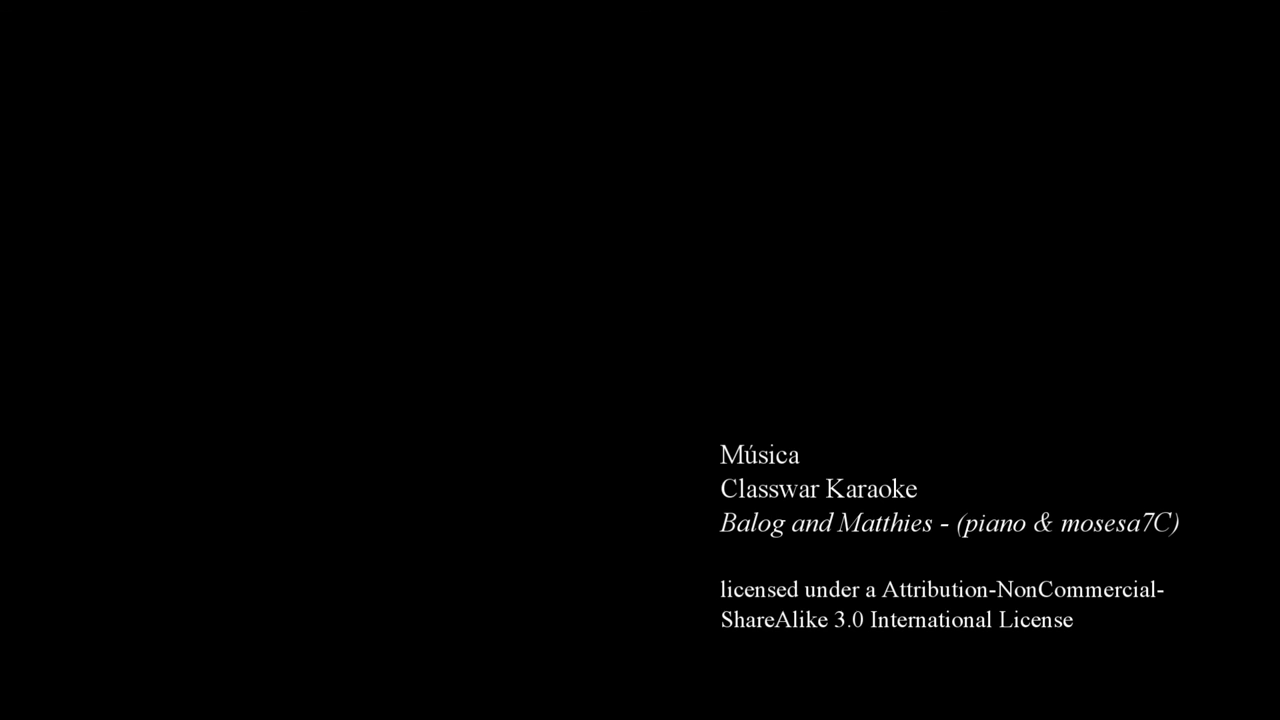 Música
Classwar Karaoke
Balog and Matthies - (piano & mosesa7C)
licensed under a Attribution-NonCommercial-
ShareAlike 3.0 International License